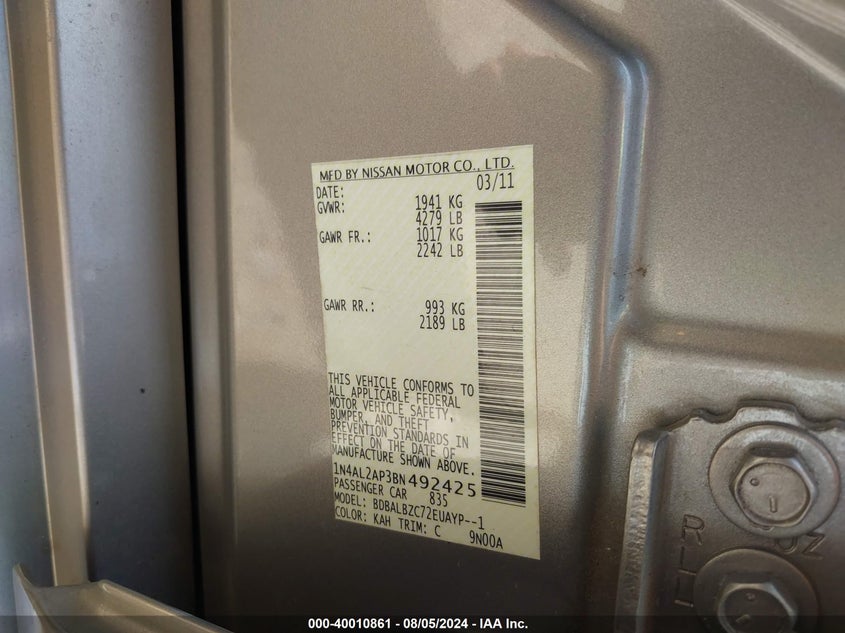 MFD BY NISSAN MOTOR CO., LTD.
DATE: 03/11
GVWR: 1941 KG
4279 LB
GAWR FR.: 1017 KG
2242 LB
GAWR RR.: 993 KG
2189 LB
THIS VEHICLE CONFORMS TO
ALL APPLICABLE FEDERAL
MOTOR VEHICLE SAFETY,
BUMPER, AND THEFT
PREVENTION STANDARDS IN
EFFECT ON THE DATE OF
MANUFACTURE SHOWN ABOVE.
1N4AL2AP3BN492425
PASSENGER CAR 835
MODEL: BDBALBZC72EUAYP--1
COLOR: KAH TRIM: C 9N00A
000-40010861 - 08/05/2024 - IAA Inc.